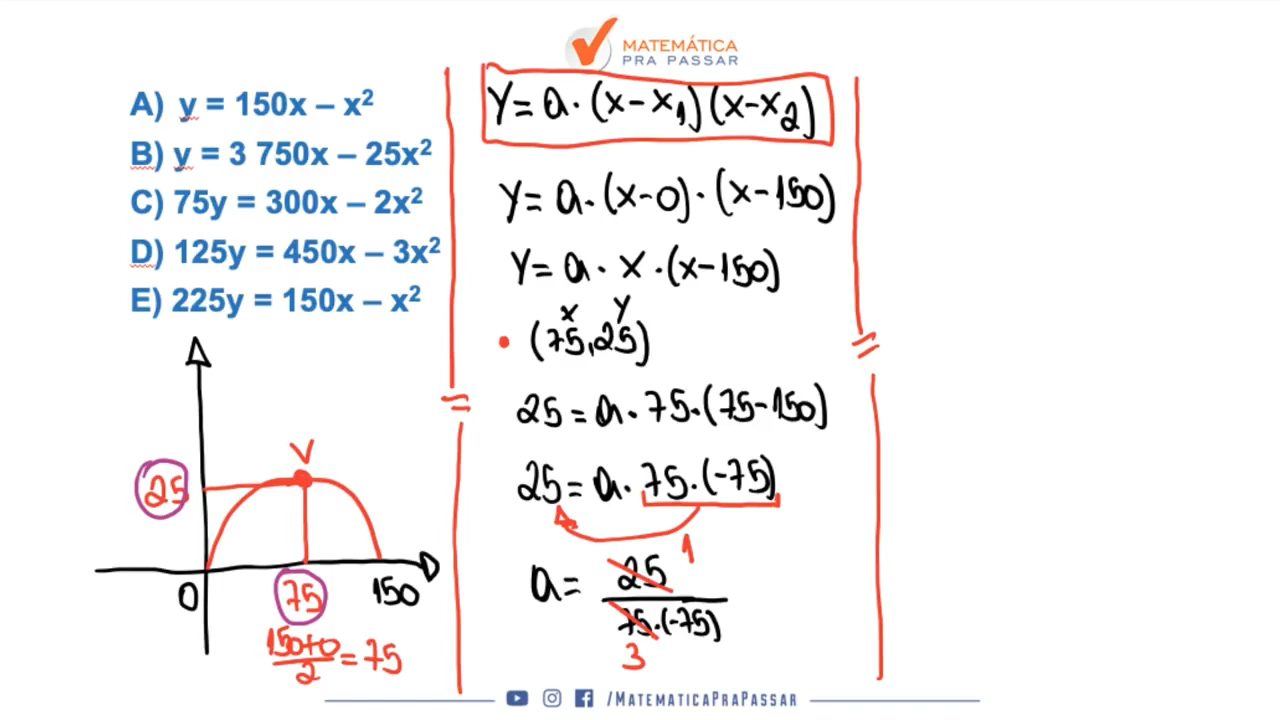 MATEMÁTICA
PRA PASSAR
A) y = 150x – x²
B) y = 3 750x – 25x²
C) 75y = 300x – 2x²
D) 125y = 450x – 3x²
E) 225y = 150x – x²
V
25
0
75
150
150+0/2 = 75
Y = a · (x-x₁)(x-x₂)
Y = a · (x-0) · (x-150)
Y = a · x · (x-150)
x y
• (75,25)
25 = a · 75 · (75-150)
25 = a · 75 · (-75)
1
a = 25/75·(-75)
3
/MATEMATICAPRAPASSAR